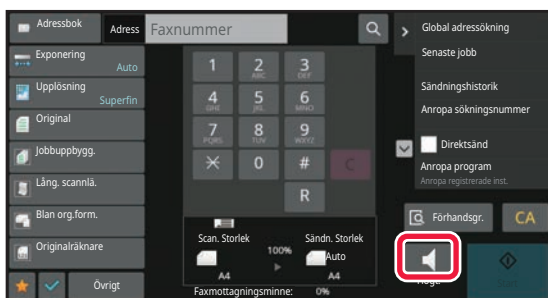 Adressbok
Adress
Faxnummer
Global adressökning
Senaste jobb
Sändningshistorik
Anropa sökningsnummer
Direktsänd
Anropa program
Anropa registrerade inst.
Exponering
Auto
Upplösning
Superfin
Original
Jobbuppbygg.
Lång. scannlä.
Blan org.form.
Originalräknare
Övrigt
1
2 ABC
3 DEF
4 GHI
5 JKL
6 MNO
7 PQRS
8 TUV
9 WXYZ
0
#
C
R
Scan. Storlek
100%
Sändn. Storlek
Auto
A4
A4
Faxmottagningsminne: 0%
Förhandsgr.
CA
Start